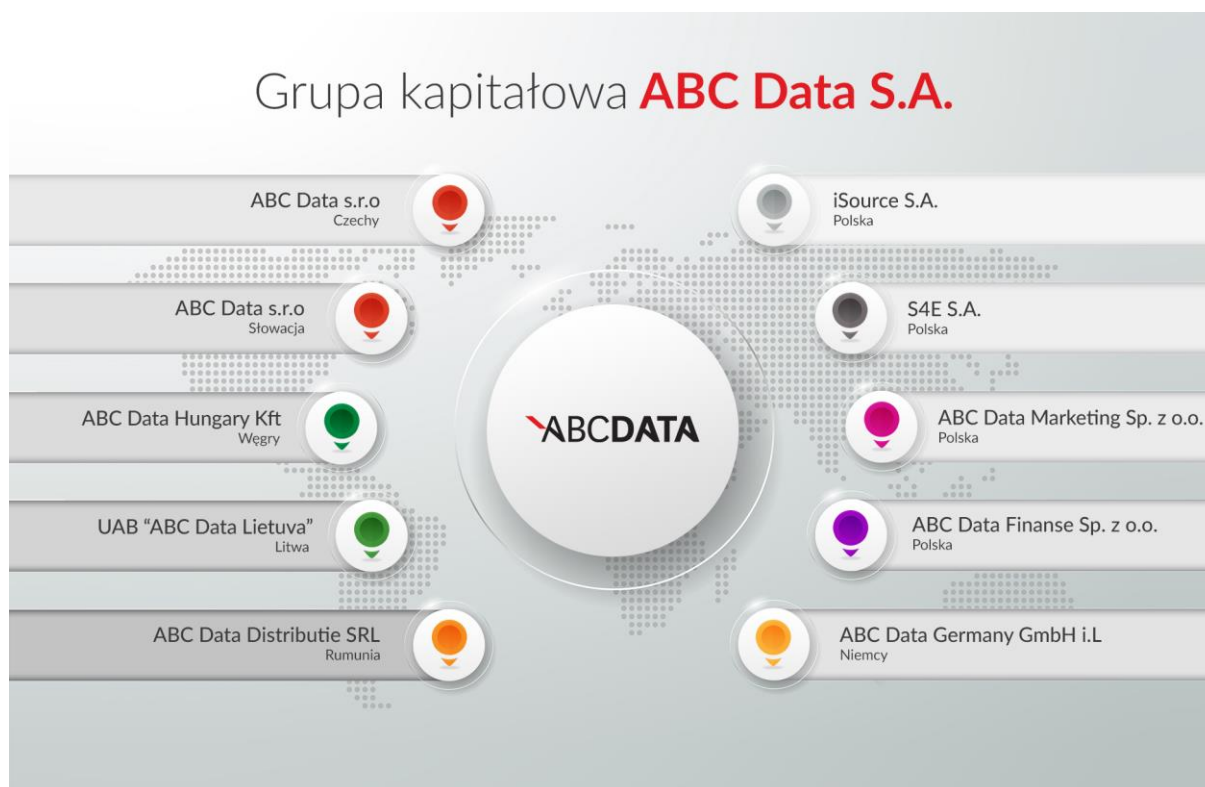 Grupa kapitałowa ABC Data S.A.
ABC Data s.r.o
Czechy
ABC Data s.r.o
Słowacja
ABC Data Hungary Kft
Węgry
UAB “ABC Data Lietuva”
Litwa
ABC Data Distributie SRL
Rumunia
ABCDATA
iSource S.A.
Polska
S4E S.A.
Polska
ABC Data Marketing Sp. z o.o.
Polska
ABC Data Finanse Sp. z o.o.
Polska
ABC Data Germany GmbH i.L
Niemcy